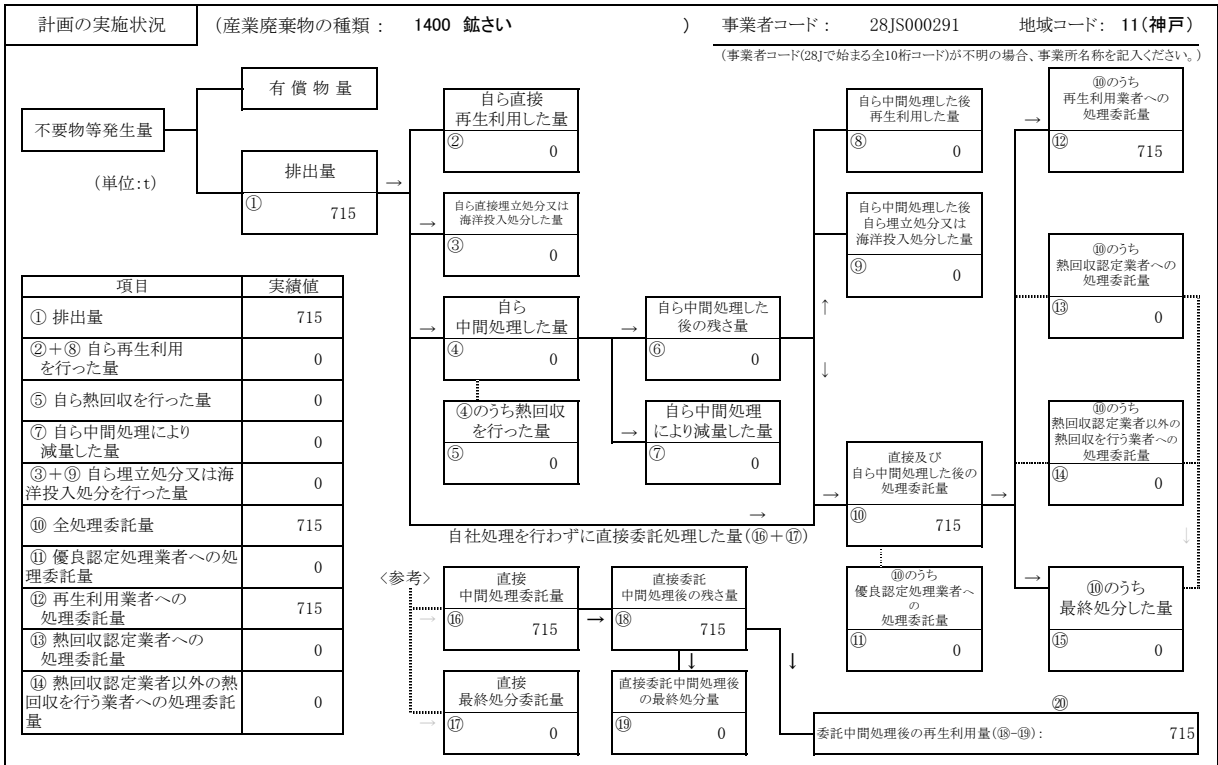 計画の実施状況
(産業廃棄物の種類 : 1400 鉱さい )
事業者コード : 28JS000291 地域コード: 11(神戸)
(事業者コード(28Jで始まる全10桁コード)が不明の場合、事業所名称を記入ください。)
不要物等発生量
(単位:t)
有償物量
排出量
① 715
→
自ら直接
再生利用した量
② 0
→
自ら直接埋立処分又は
海洋投入処分した量
③ 0
→
自ら
中間処理した量
④ 0
④のうち熱回収
を行った量
⑤ 0
→
自ら中間処理した
後の残さ量
⑥ 0
→
自ら中間処理
により減量した量
⑦ 0
自ら中間処理した後
再生利用した量
⑧ 0
自ら中間処理した後
自ら埋立処分又は
海洋投入処分した量
⑨ 0
↑
↓
→
直接及び
自ら中間処理した後の
処理委託量
⑩ 715
→
⑩のうち
優良認定処理業者へ
の
処理委託量
⑪ 0
→
⑩のうち
再生利用業者への
処理委託量
⑫ 715
⑩のうち
熱回収認定業者への
処理委託量
⑬ 0
⑩のうち
熱回収認定業者以外の
熱回収を行う業者への
処理委託量
⑭ 0
↓
→
⑩のうち
最終処分した量
⑮ 0
→
自社処理を行わずに直接委託処理した量(⑯+⑰)
<参考>
→
直接
中間処理委託量
⑯ 715
→
直接委託
中間処理後の残さ量
⑱ 715
→
直接
最終処分委託量
⑰ 0
↓
直接委託中間処理後
の最終処分量
⑲ 0
↓
⑳
委託中間処理後の再生利用量(⑱-⑲) : 715
項目 実績値
① 排出量 715
②+⑧ 自ら再生利用
を行った量 0
⑤ 自ら熱回収を行った量 0
⑦ 自ら中間処理により
減量した量 0
③+⑨ 自ら埋立処分又は海
洋投入処分を行った量 0
⑩ 全処理委託量 715
⑪ 優良認定処理業者への処
理委託量 0
⑫ 再生利用業者への
処理委託量 715
⑬ 熱回収認定業者への
処理委託量 0
⑭ 熱回収認定業者以外の熱
回収を行う業者への処理委託
量 0